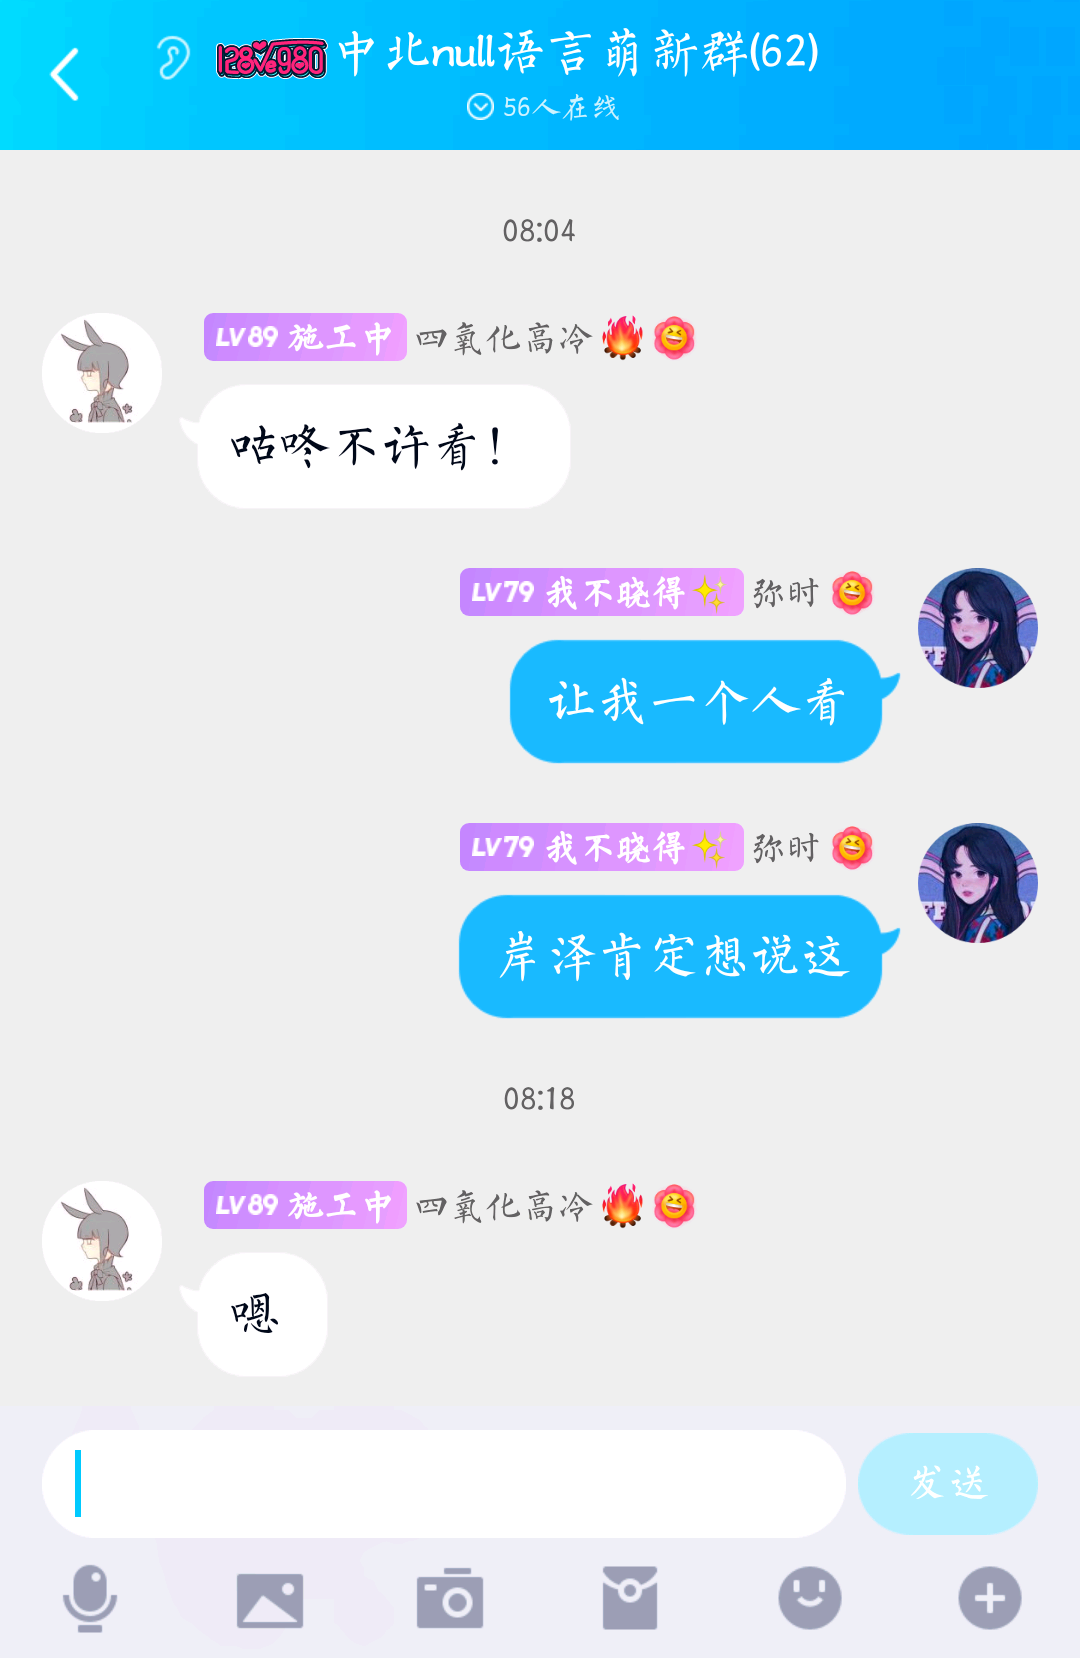 128√e980 中北null语言萌新群(62)
56人在线
08:04
LV89 施工中 四氧化高冷🔥
咕咚不许看！
LV79 我不晓得✨ 弥时
让我一个人看
LV79 我不晓得✨ 弥时
岸泽肯定想说这
08:18
LV89 施工中 四氧化高冷🔥
嗯
发送